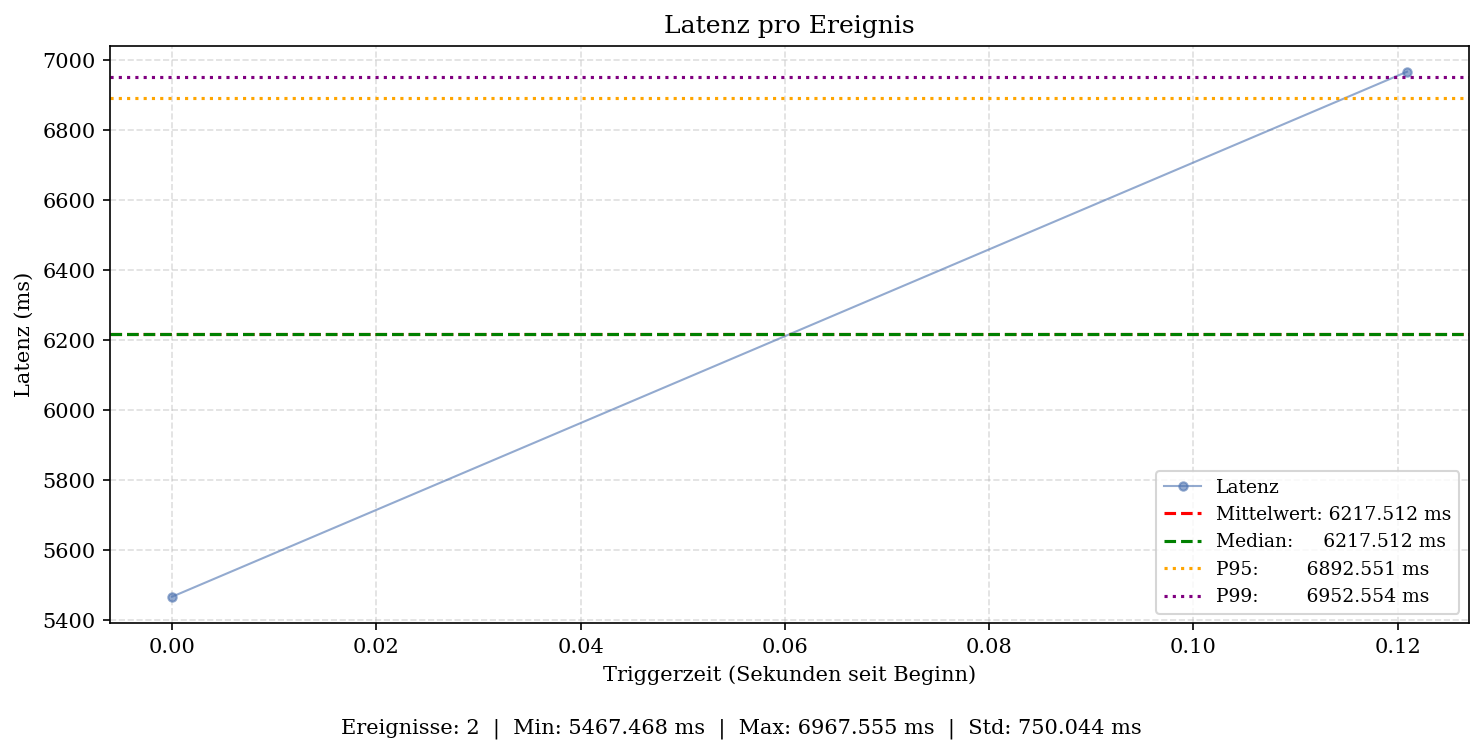 Latenz pro Ereignis
7000
6800
6600
6400
6200
6000
5800
5600
5400
Latenz (ms)
Latenz
Mittelwert: 6217.512 ms
Median: 6217.512 ms
P95: 6892.551 ms
P99: 6952.554 ms
0.00 0.02 0.04 0.06 0.08 0.10 0.12
Triggerzeit (Sekunden seit Beginn)
Ereignisse: 2 | Min: 5467.468 ms | Max: 6967.555 ms | Std: 750.044 ms